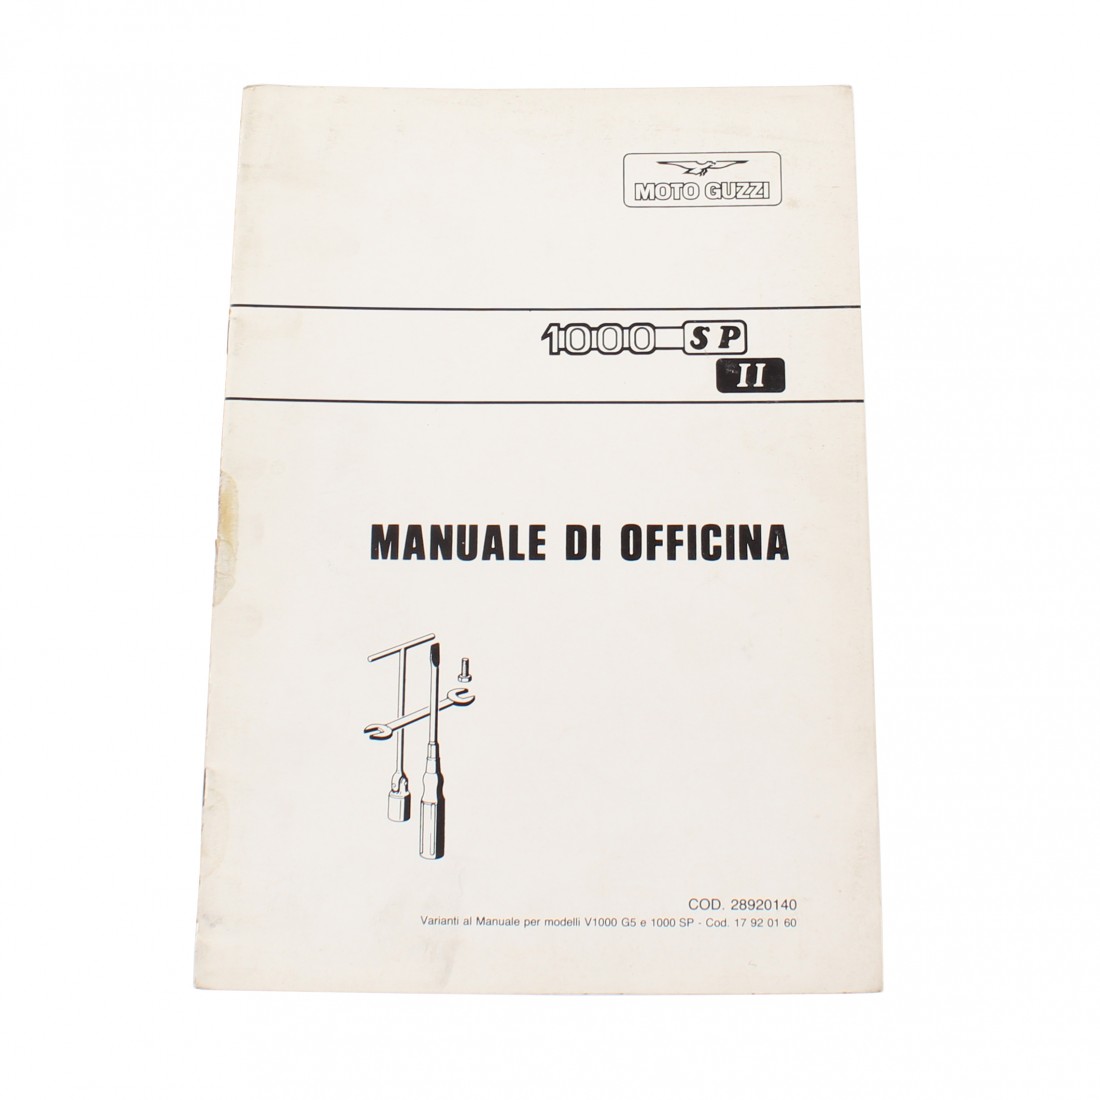 MOTO GUZZI
1000 SP
II
MANUALE DI OFFICINA
COD. 28920140
Varianti al Manuale per modelli V1000 G5 e 1000 SP - Cod. 17 92 01 60